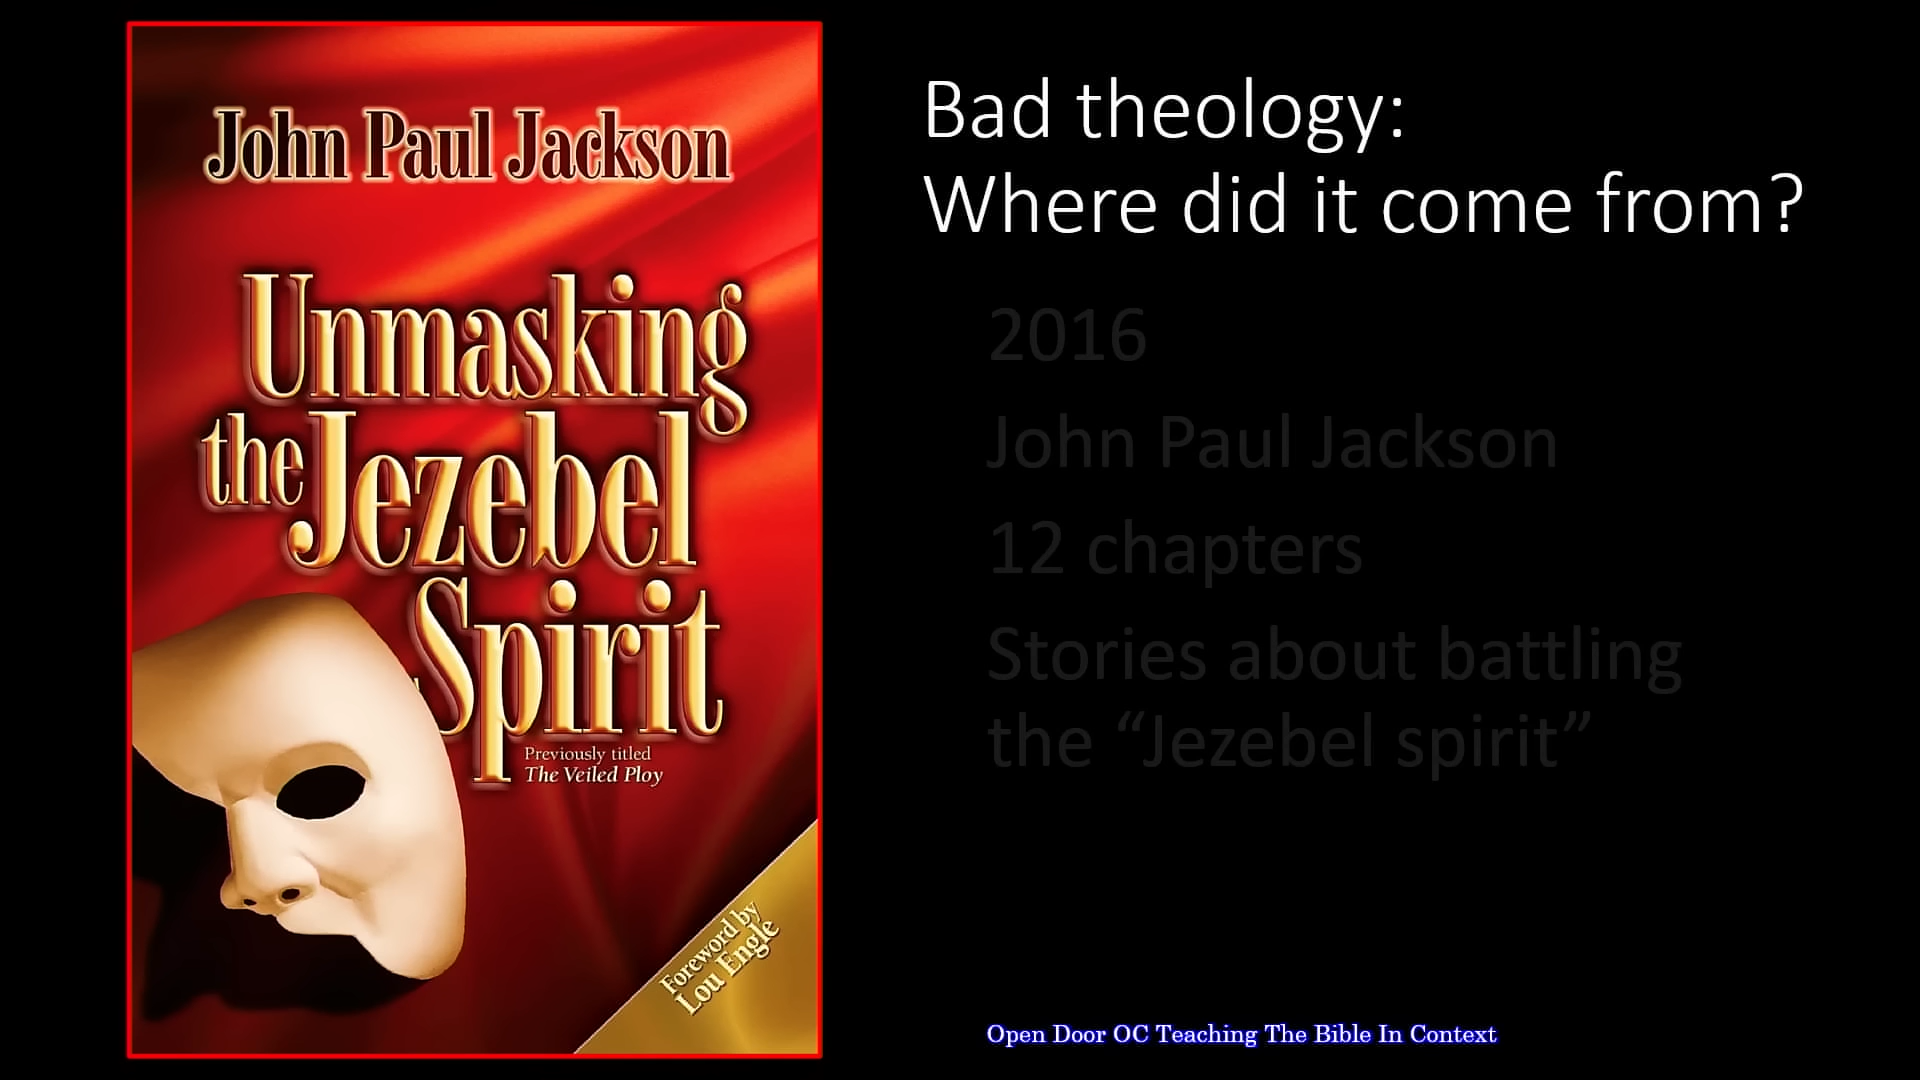 John Paul Jackson
Unmasking
the Jezebel
Spirit
Previously titled
The Veiled Ploy
Foreword by
Lou Engle
Bad theology:
Where did it come from?
2016
John Paul Jackson
12 chapters
Stories about battling
the “Jezebel spirit”
Open Door OC Teaching The Bible In Context